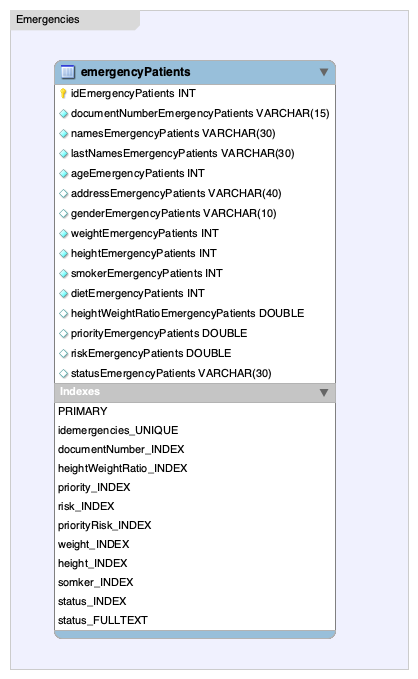 Emergencies
emergencyPatients
idEmergencyPatients INT
documentNumberEmergencyPatients VARCHAR(15)
namesEmergencyPatients VARCHAR(30)
lastNamesEmergencyPatients VARCHAR(30)
ageEmergencyPatients INT
addressEmergencyPatients VARCHAR(40)
genderEmergencyPatients VARCHAR(10)
weightEmergencyPatients INT
heightEmergencyPatients INT
smokerEmergencyPatients INT
dietEmergencyPatients INT
heightWeightRatioEmergencyPatients DOUBLE
priorityEmergencyPatients DOUBLE
riskEmergencyPatients DOUBLE
statusEmergencyPatients VARCHAR(30)
Indexes
PRIMARY
idemergencies_UNIQUE
documentNumber_INDEX
heightWeightRatio_INDEX
priority_INDEX
risk_INDEX
priorityRisk_INDEX
weight_INDEX
height_INDEX
somker_INDEX
status_INDEX
status_FULLTEXT